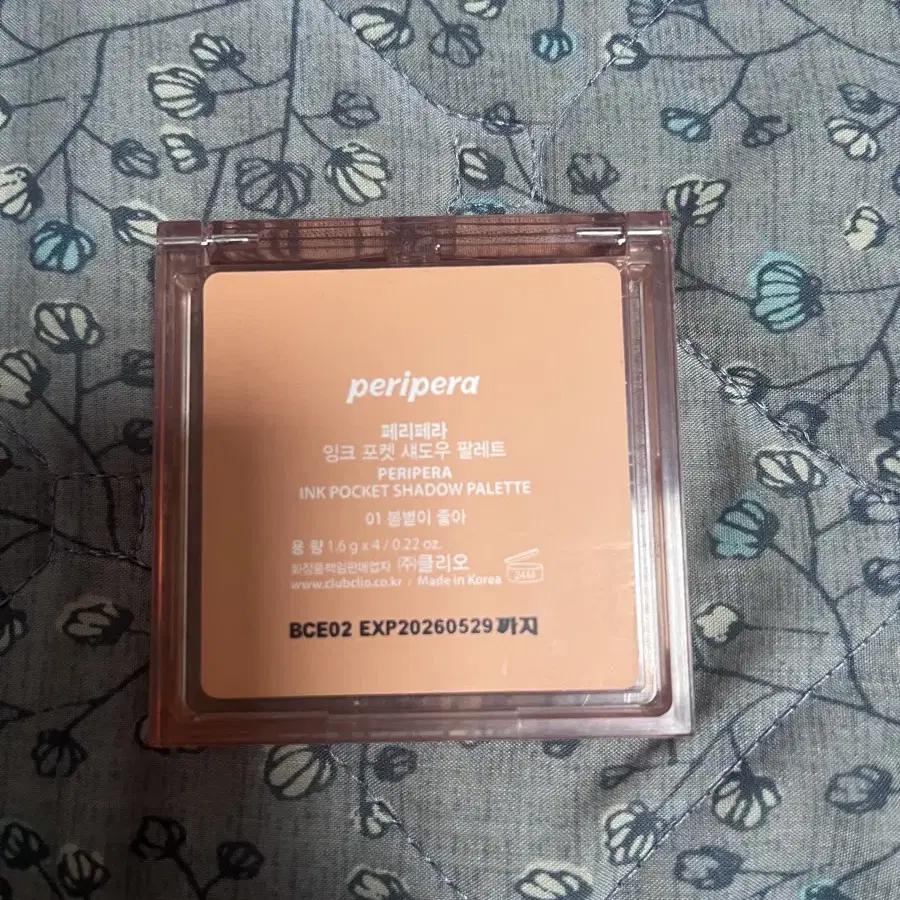 peripera
페리페라
잉크 포켓 섀도우 팔레트
PERIPERA
INK POCKET SHADOW PALETTE
01 봄볕이 좋아
용 량 1.6 g x 4 / 0.22 oz.
화장품책임판매업자 (주)클리오
www.clubclio.co.kr / Made in Korea
24M
BCE02 EXP20260529까지